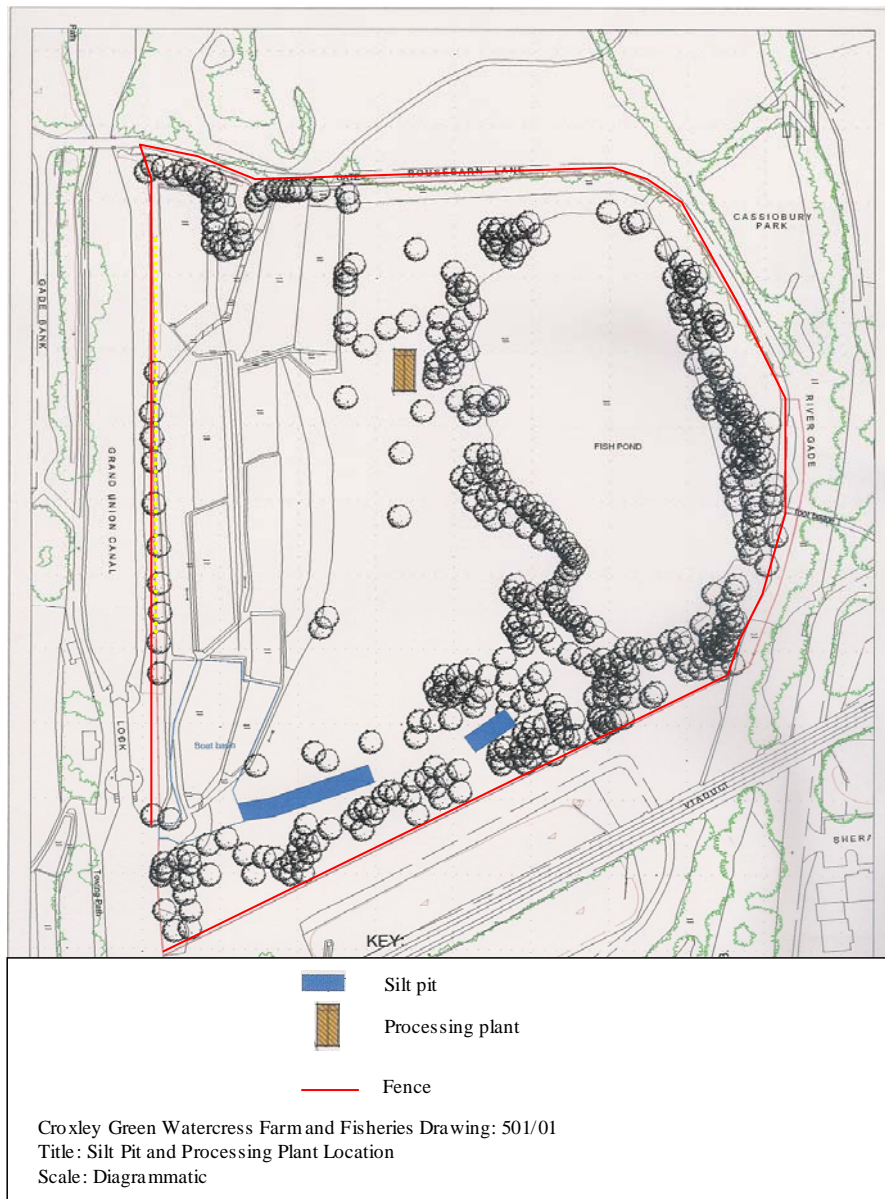 Path
ROUSEBARN LANE
CASSIOBURY
PARK
GADE BANK
RIVER GADE
FISH POND
foot bridge
GRAND UNION CANAL
LOCK
Boat basin
VIADUCT
SHERA
Towing Path
KEY:
Silt pit
Processing plant
Fence
Croxley Green Watercress Farm and Fisheries Drawing: 501/01
Title: Silt Pit and Processing Plant Location
Scale: Diagrammatic